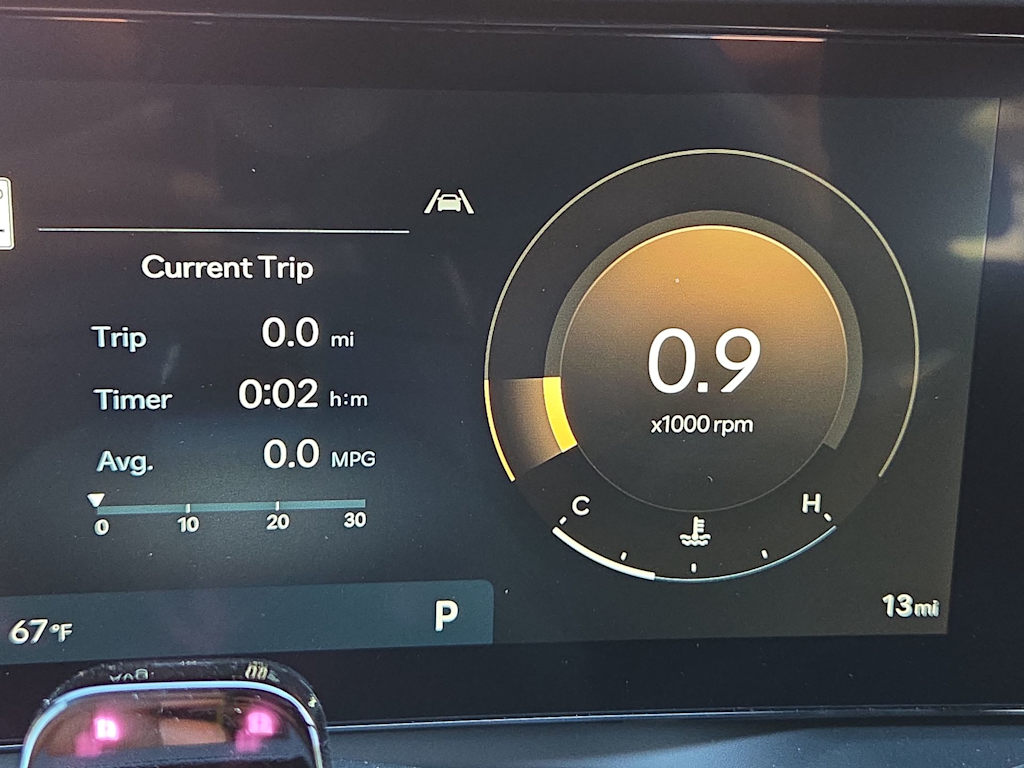 Current Trip
Trip 0.0 mi
Timer 0:02 h:m
Avg. 0.0 MPG
0 10 20 30
67°F
P
0.9
x1000 rpm
C H
13mi